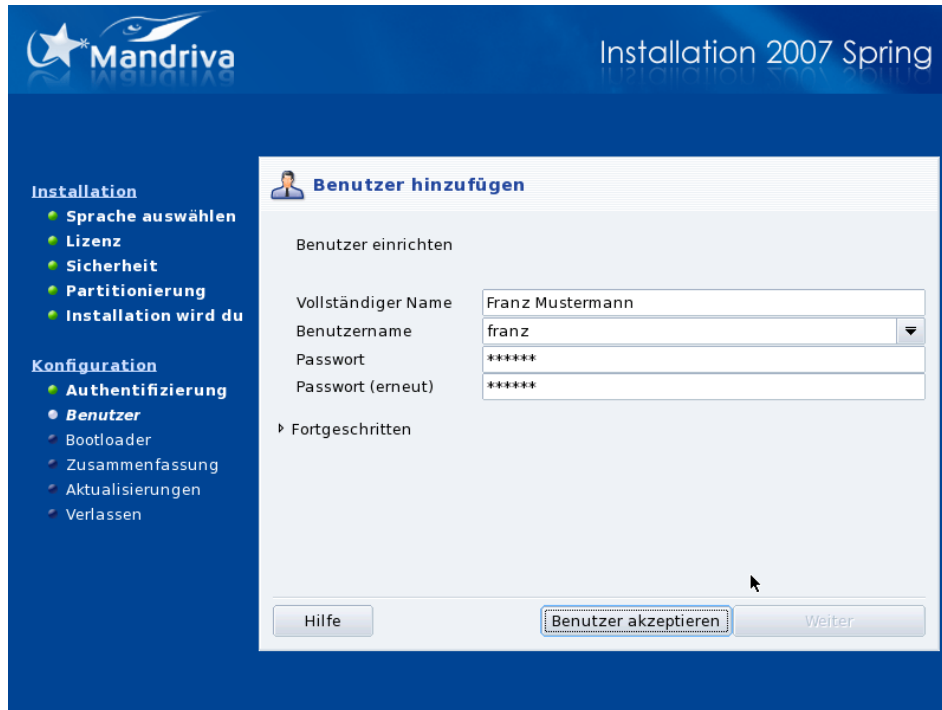 Mandriva
Installation 2007 Spring
Installation
Sprache auswählen
Lizenz
Sicherheit
Partitionierung
Installation wird du
Konfiguration
Authentifizierung
Benutzer
Bootloader
Zusammenfassung
Aktualisierungen
Verlassen
Benutzer hinzufügen
Benutzer einrichten
Vollständiger Name Franz Mustermann
Benutzername franz
Passwort ******
Passwort (erneut) ******
Fortgeschritten
Hilfe Benutzer akzeptieren Weiter